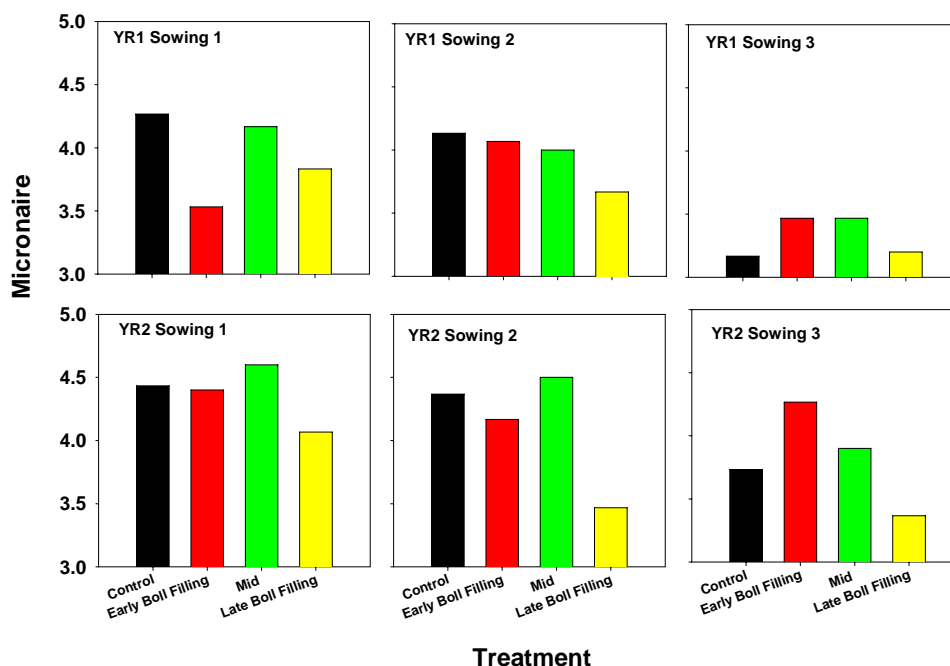 5.0
YR1 Sowing 1
YR1 Sowing 2
YR1 Sowing 3
4.5
4.0
3.5
3.0
Micronaire
5.0
YR2 Sowing 1
YR2 Sowing 2
YR2 Sowing 3
4.5
4.0
3.5
3.0
Control
Early Boll Filling
Mid
Late Boll Filling
Control
Early Boll Filling
Mid
Late Boll Filling
Control
Early Boll Filling
Mid
Late Boll Filling
Treatment